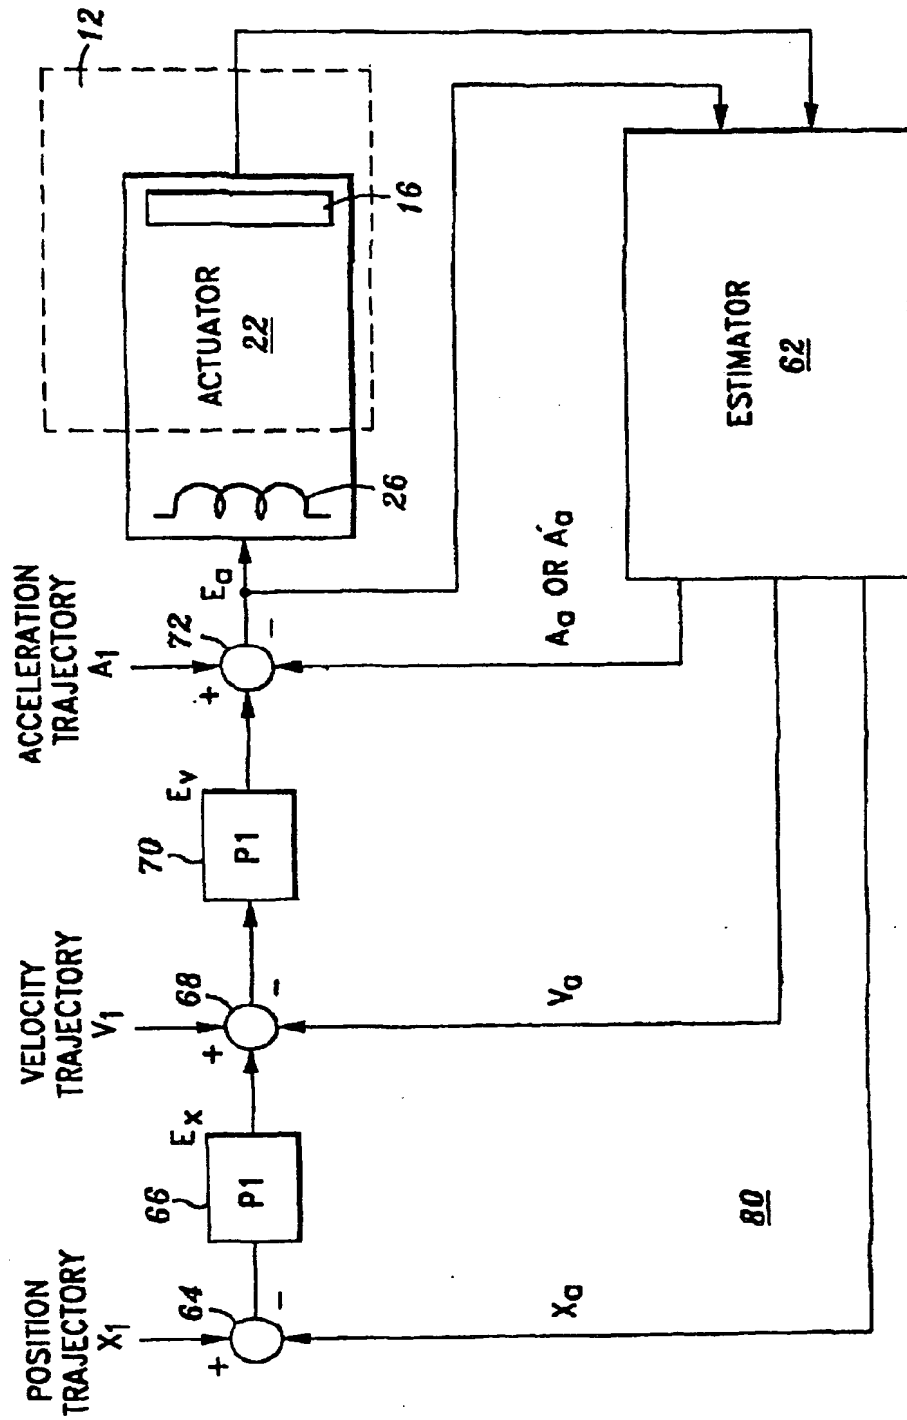 POSITION
TRAJECTORY
X1
VELOCITY
TRAJECTORY
V1
ACCELERATION
TRAJECTORY
A1
12
+
64
-
66
P1
Ex
+
68
-
70
P1
Ev
+
72
-
Ea
26
ACTUATOR
22
16
Xa
Va
Aa OR A'a
ESTIMATOR
62
80